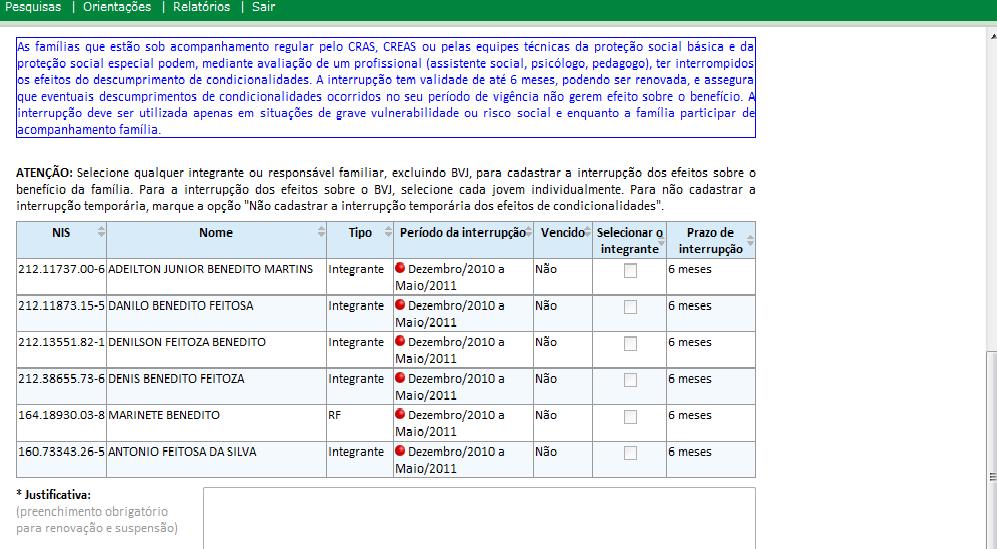 Pesquisas | Orientações | Relatórios | Sair
As famílias que estão sob acompanhamento regular pelo CRAS, CREAS ou pelas equipes técnicas da proteção social básica e da
proteção social especial podem, mediante avaliação de um profissional (assistente social, psicólogo, pedagogo), ter interrompidos
os efeitos do descumprimento de condicionalidades. A interrupção tem validade de até 6 meses, podendo ser renovada, e assegura
que eventuais descumprimentos de condicionalidades ocorridos no seu período de vigência não gerem efeito sobre o benefício. A
interrupção deve ser utilizada apenas em situações de grave vulnerabilidade ou risco social e enquanto a família participar de
acompanhamento família.
ATENÇÃO: Selecione qualquer integrante ou responsável familiar, excluindo BVJ, para cadastrar a interrupção dos efeitos sobre o
benefício da família. Para a interrupção dos efeitos sobre o BVJ, selecione cada jovem individualmente. Para não cadastrar a
interrupção temporária, marque a opção "Não cadastrar a interrupção temporária dos efeitos de condicionalidades".
NIS Nome Tipo Período da interrupção Vencido Selecionar o Prazo de
integrante interrupção
212.11737.00-6 ADEILTON JUNIOR BENEDITO MARTINS Integrante Dezembro/2010 a Não 6 meses
Maio/2011
212.11873.15-5 DANILO BENEDITO FEITOSA Integrante Dezembro/2010 a Não 6 meses
Maio/2011
212.13551.82-1 DENILSON FEITOZA BENEDITO Integrante Dezembro/2010 a Não 6 meses
Maio/2011
212.38655.73-6 DENIS BENEDITO FEITOZA Integrante Dezembro/2010 a Não 6 meses
Maio/2011
164.18930.03-8 MARINETE BENEDITO RF Dezembro/2010 a Não 6 meses
Maio/2011
160.73343.26-5 ANTONIO FEITOSA DA SILVA Integrante Dezembro/2010 a Não 6 meses
Maio/2011
* Justificativa:
(preenchimento obrigatório
para renovação e suspensão)